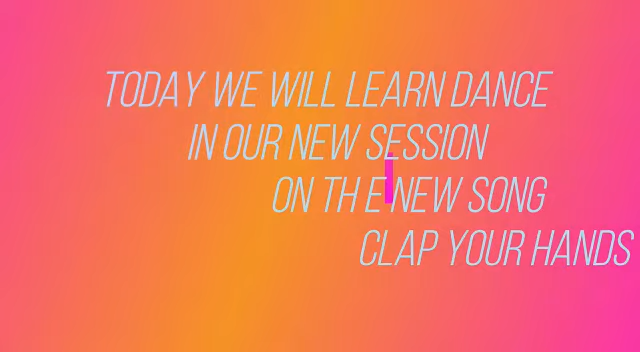 TODAY WE WILL LEARN DANCE
IN OUR NEW SESSION
ON TH E NEW SONG
CLAP YOUR HANDS